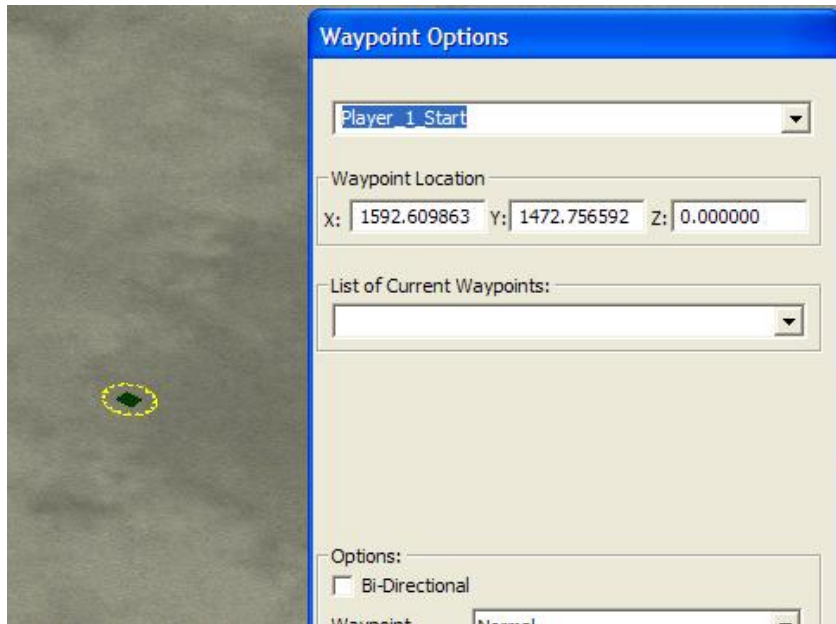 Waypoint Options
Player_1_Start
Waypoint Location
X: 1592.609863 Y: 1472.756592 Z: 0.000000
List of Current Waypoints:
Options:
Bi-Directional
Waypoint Normal